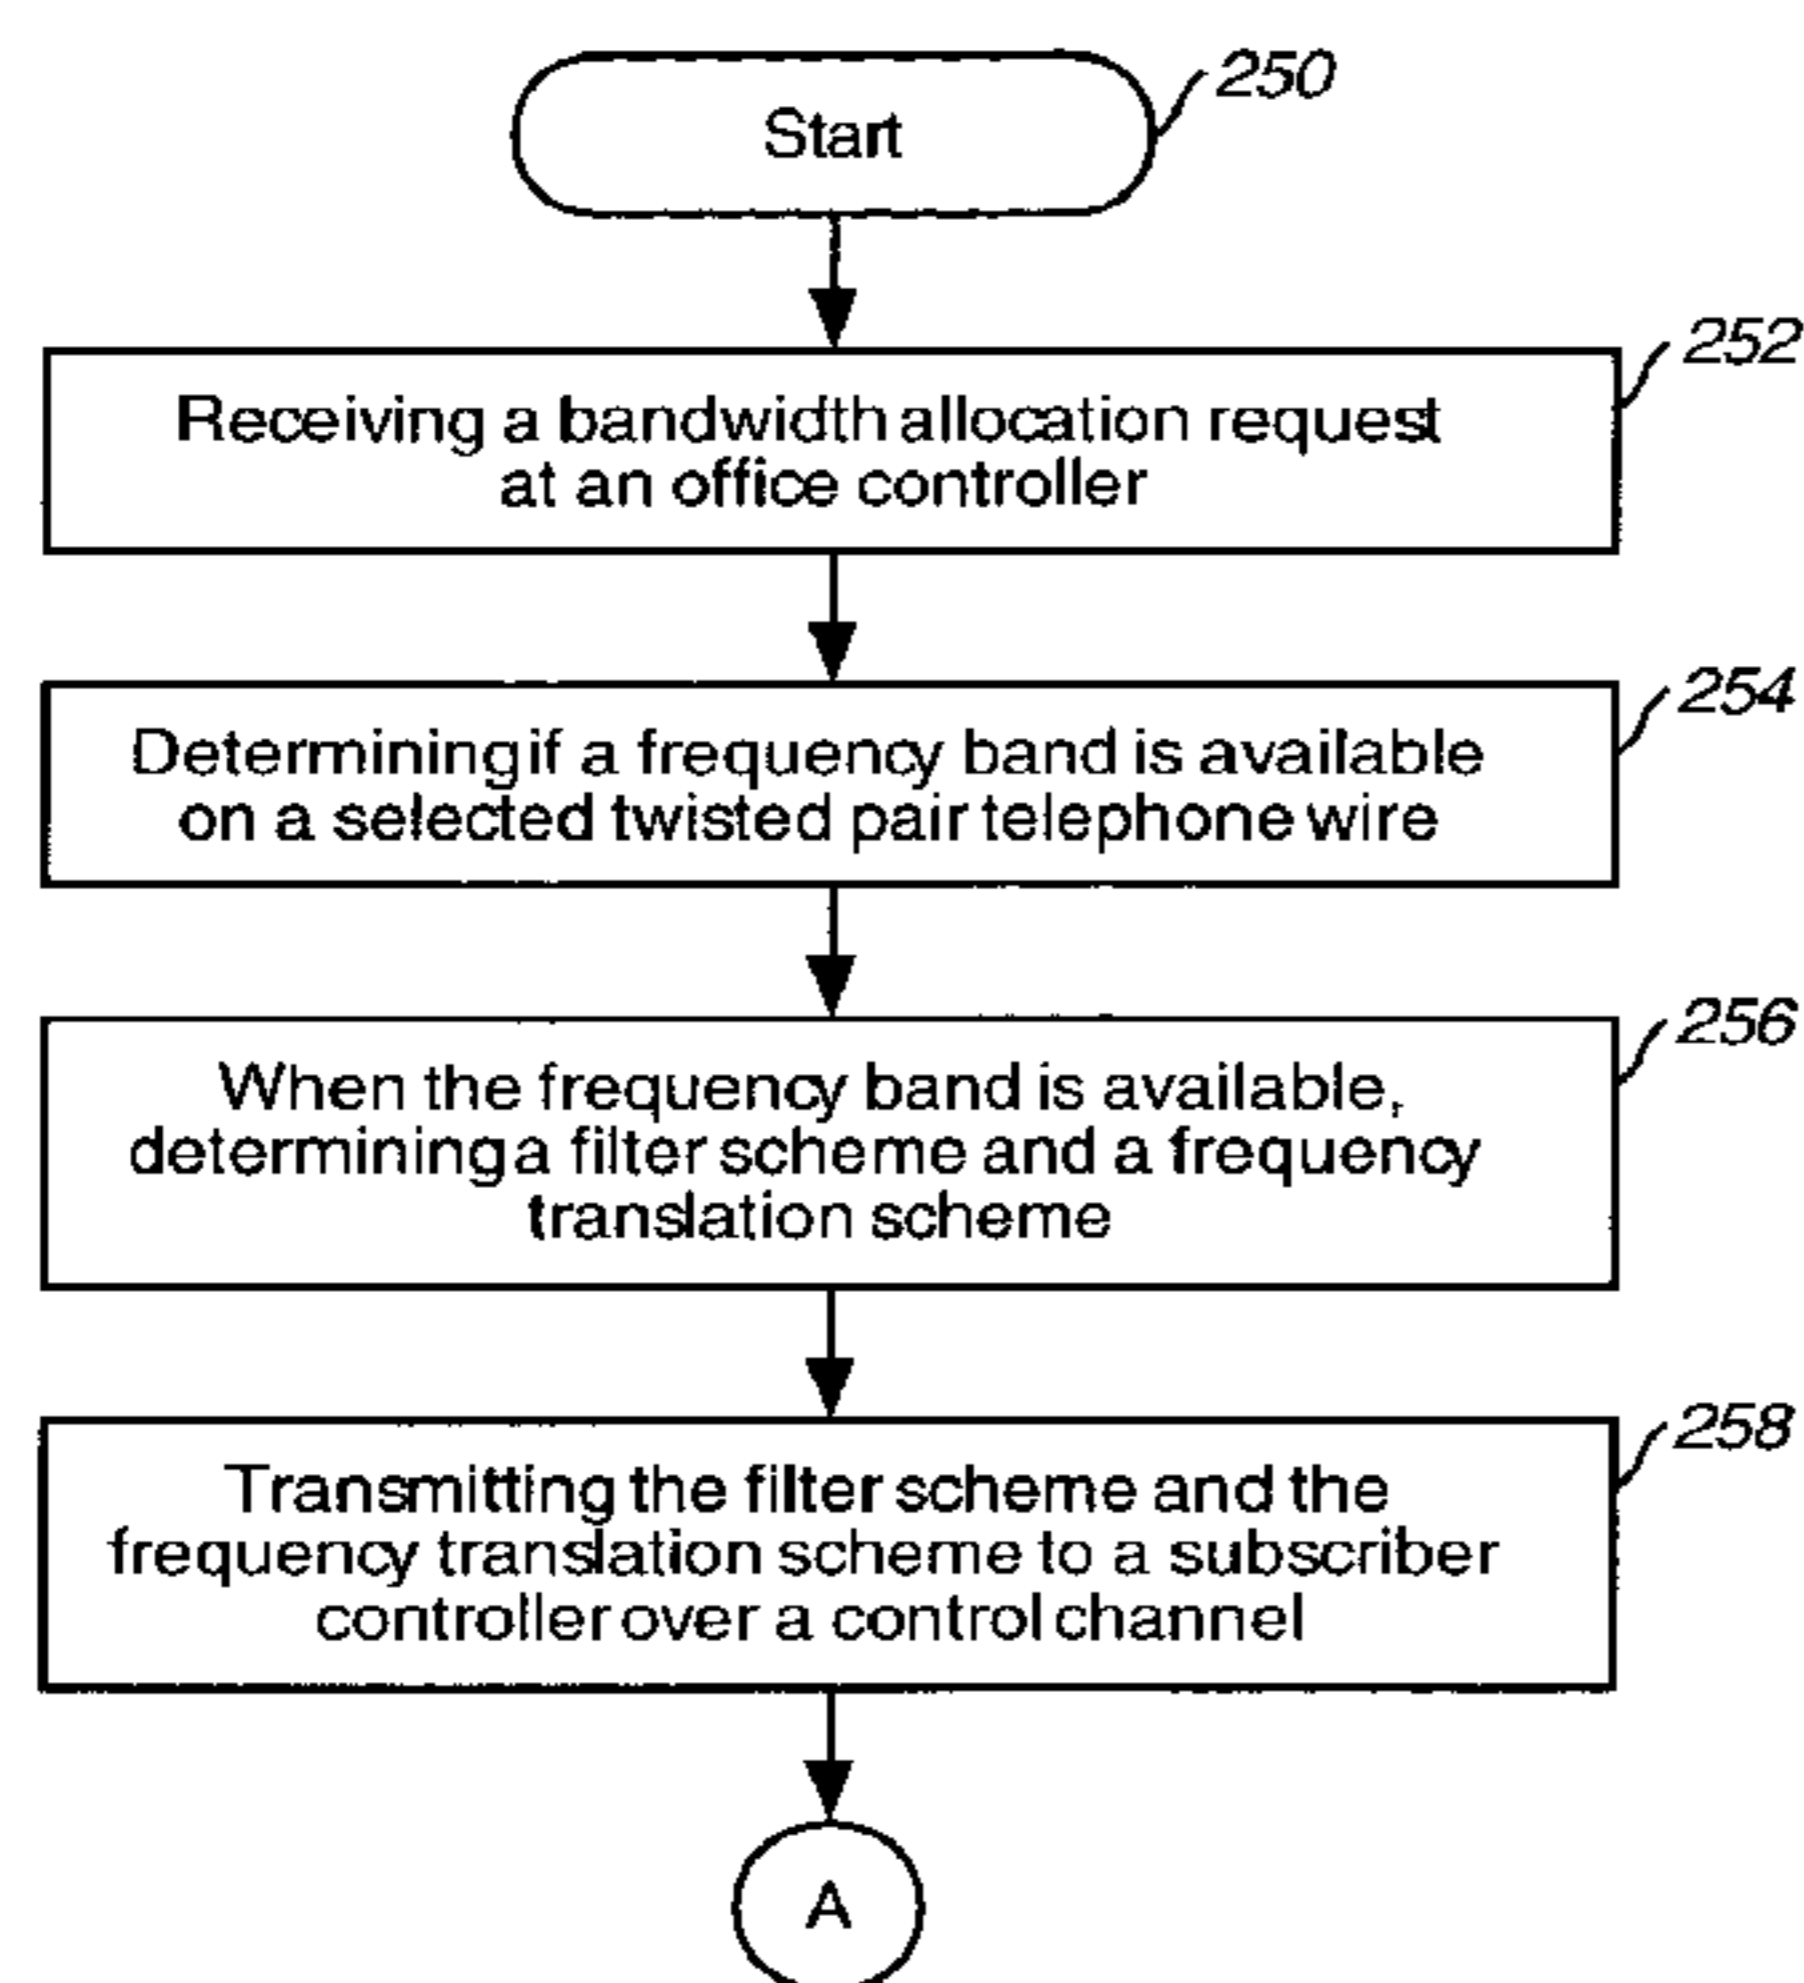 250
Start
252
Receiving a bandwidth allocation request
at an office controller
254
Determining if a frequency band is available
on a selected twisted pair telephone wire
256
When the frequency band is available,
determining a filter scheme and a frequency
translation scheme
258
Transmitting the filter scheme and the
frequency translation scheme to a subscriber
controller over a control channel
A